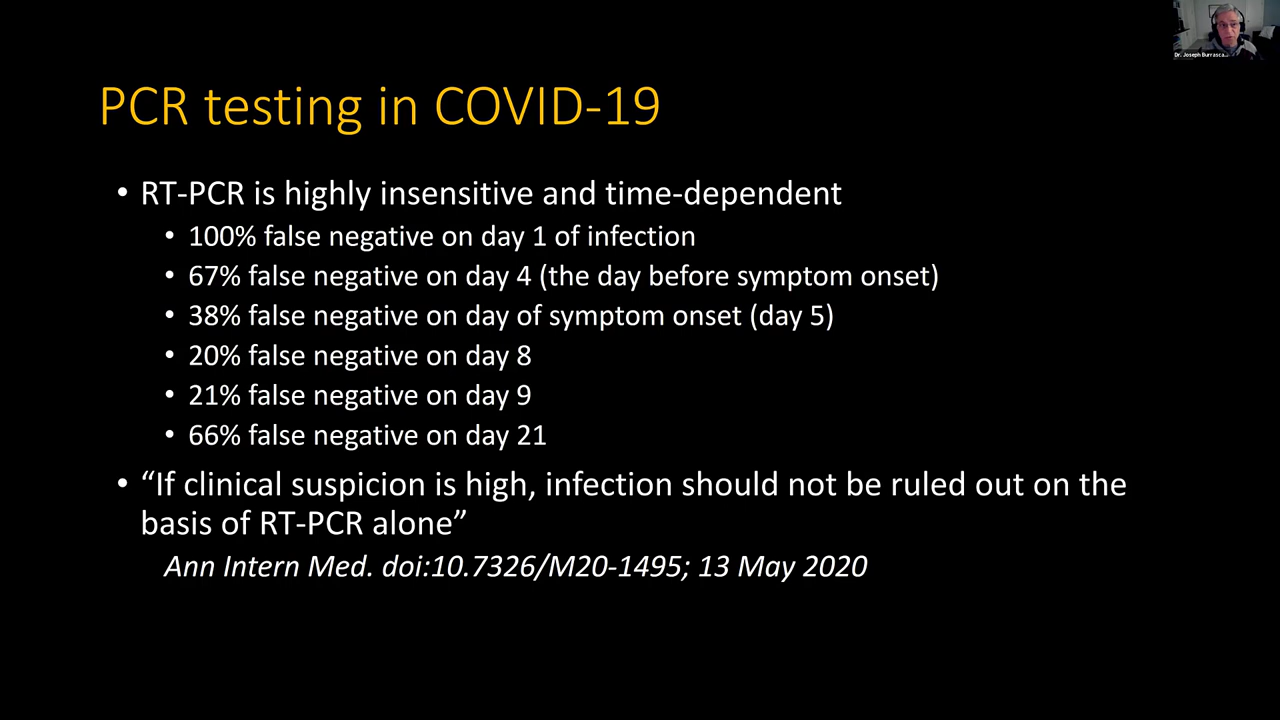 Dr. Joseph Burrasca...
PCR testing in COVID-19
• RT-PCR is highly insensitive and time-dependent
• 100% false negative on day 1 of infection
• 67% false negative on day 4 (the day before symptom onset)
• 38% false negative on day of symptom onset (day 5)
• 20% false negative on day 8
• 21% false negative on day 9
• 66% false negative on day 21
• “If clinical suspicion is high, infection should not be ruled out on the
basis of RT-PCR alone”
Ann Intern Med. doi:10.7326/M20-1495; 13 May 2020